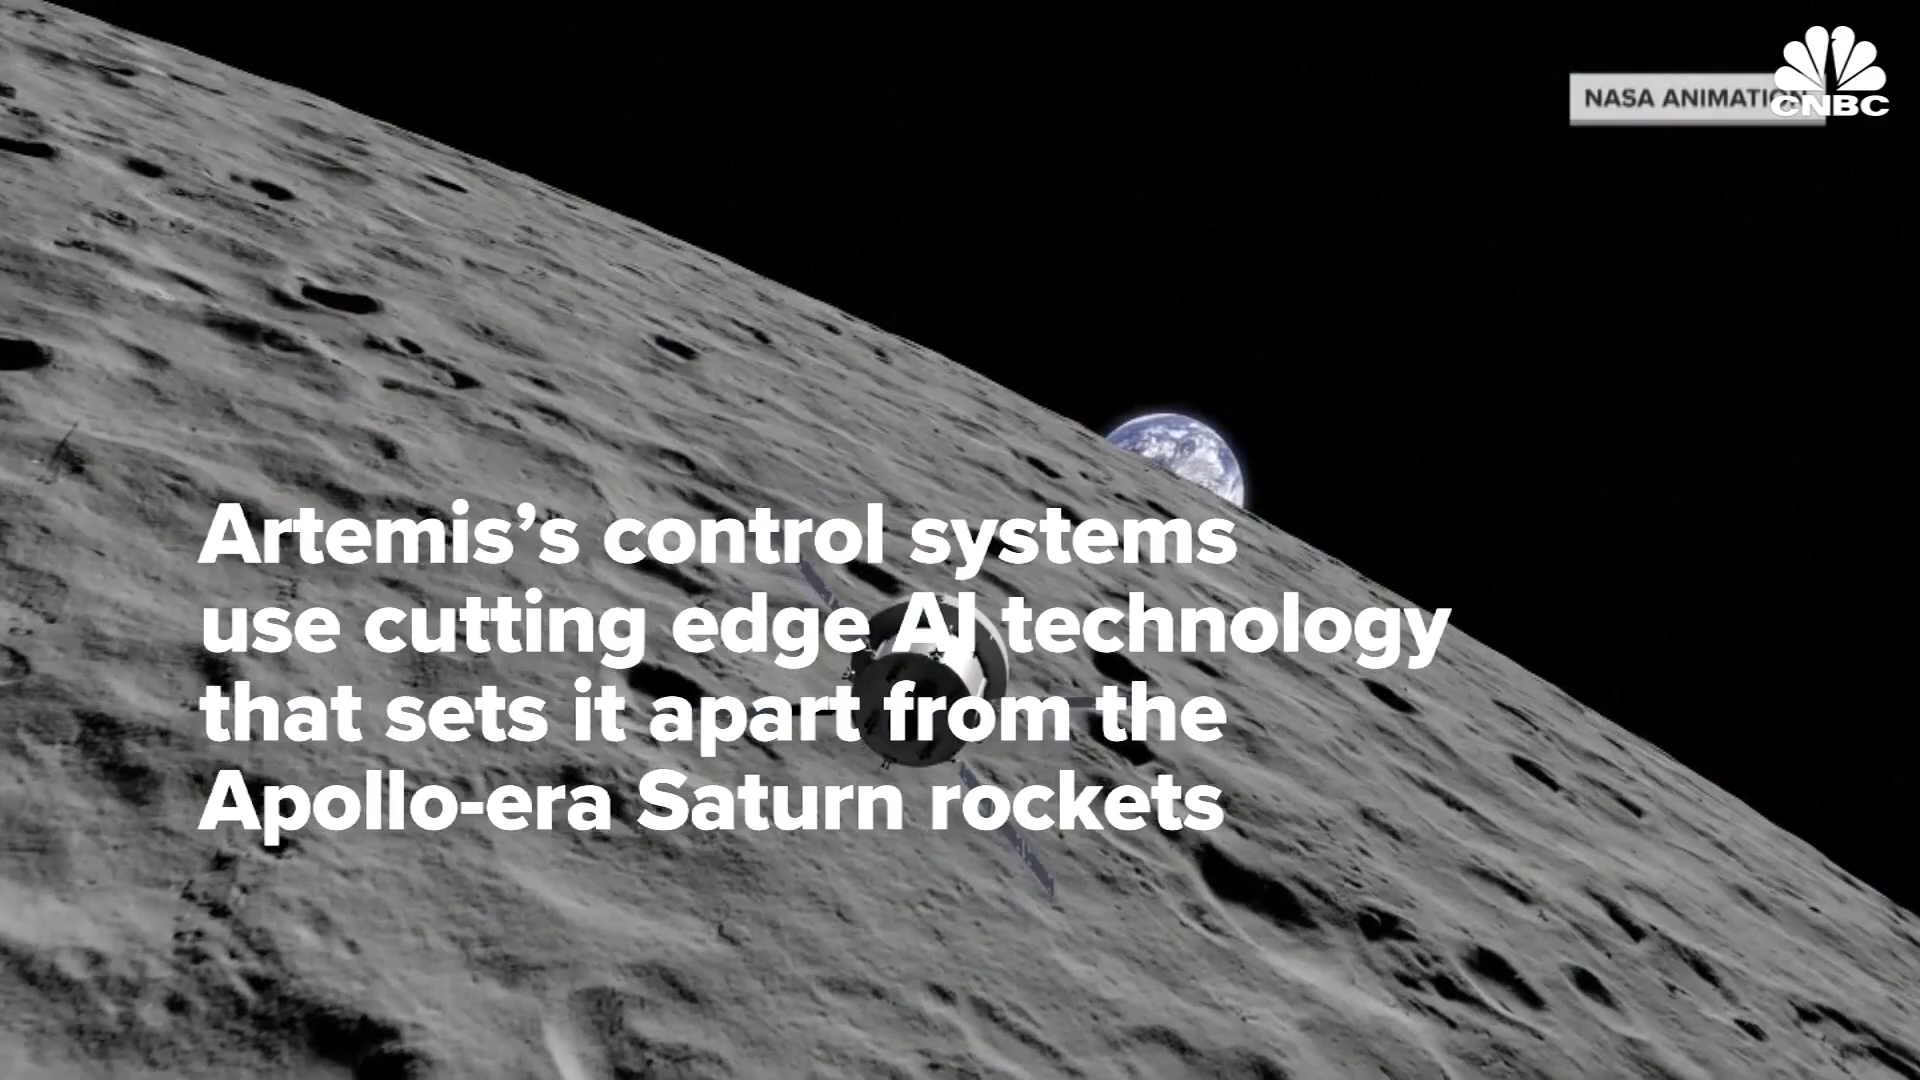 NASA ANIMATION
CNBC
Artemis’s control systems
use cutting edge AI technology
that sets it apart from the
Apollo-era Saturn rockets